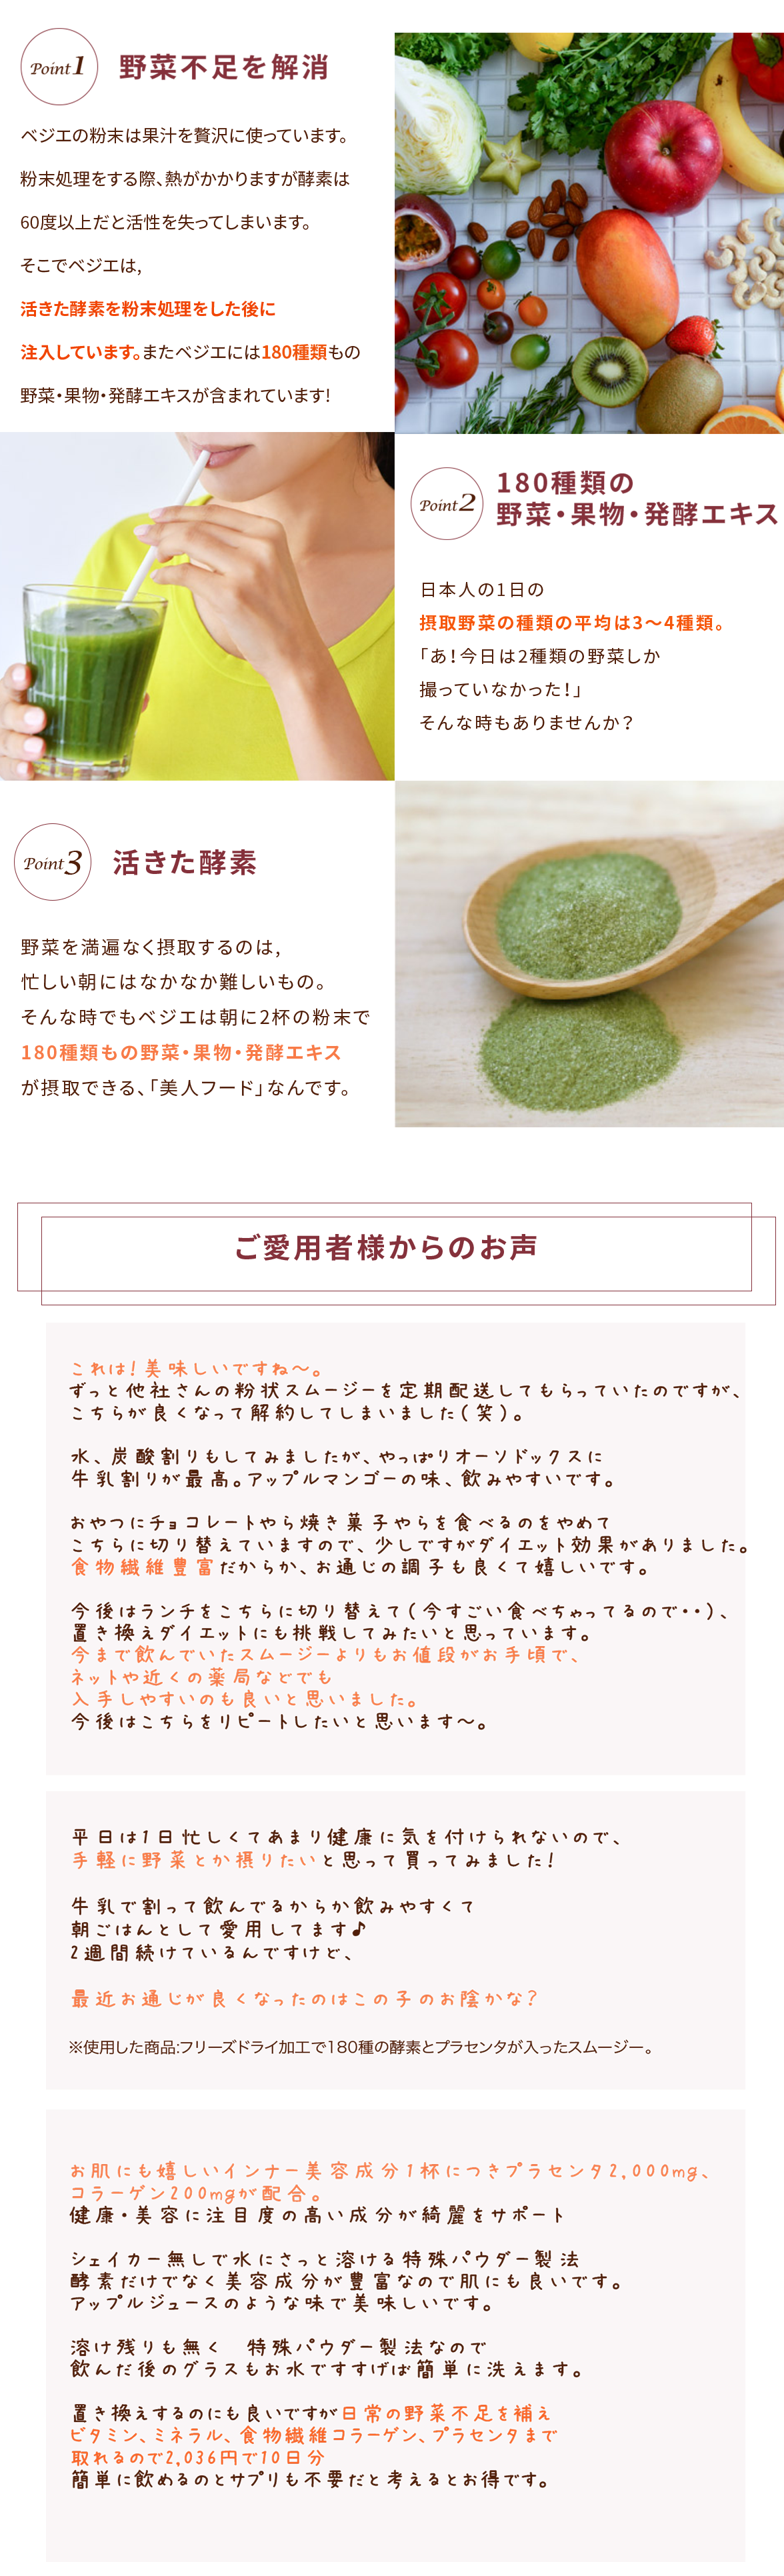 Point1
野菜不足を解消
ベジエの粉末は果汁を贅沢に使っています。
粉末処理をする際、熱がかかりますが酵素は
60度以上だと活性を失ってしまいます。
そこでベジエは,
活きた酵素を粉末処理をした後に
注入しています。またベジエには180種類もの
野菜・果物・発酵エキスが含まれています!
Point2
180種類の
野菜・果物・発酵エキス
日本人の1日の
摂取野菜の種類の平均は3〜4種類。
「あ!今日は2種類の野菜しか
撮っていなかった!」
そんな時もありませんか?
Point3
活きた酵素
野菜を満遍なく摂取するのは,
忙しい朝にはなかなか難しいもの。
そんな時でもベジエは朝に2杯の粉末で
180種類もの野菜・果物・発酵エキス
が摂取できる、「美人フード」なんです。
ご愛用者様からのお声
これは!美味しいですね〜。
ずっと他社さんの粉状スムージーを定期配送してもらっていたのですが、
こちらが良くなって解約してしまいました(笑)。
水、炭酸割りもしてみましたが、やっぱりオーソドックスに
牛乳割りが最高。アップルマンゴーの味、飲みやすいです。
おやつにチョコレートやら焼き菓子やらを食べるのをやめて
こちらに切り替えていますので、少しですがダイエット効果がありました。
食物繊維豊富だからか、お通じの調子も良くて嬉しいです。
今後はランチをこちらに切り替えて(今すごい食べちゃってるので・・)、
置き換えダイエットにも挑戦してみたいと思っています。
今まで飲んでいたスムージーよりもお値段がお手頃で、
ネットや近くの薬局などでも
入手しやすいのも良いと思いました。
今後はこちらをリピートしたいと思います〜。
平日は1日忙しくてあまり健康に気を付けられないので、
手軽に野菜とか摂りたいと思って買ってみました!
牛乳で割って飲んでるからか飲みやすくて
朝ごはんとして愛用してます♪
2週間続けているんですけど、
最近お通じが良くなったのはこの子のお陰かな?
※使用した商品:フリーズドライ加工で180種の酵素とプラセンタが入ったスムージー。
お肌にも嬉しいインナー美容成分1杯につきプラセンタ2,000mg、
コラーゲン200mgが配合。
健康・美容に注目度の高い成分が綺麗をサポート
シェイカー無しで水にさっと溶ける特殊パウダー製法
酵素だけでなく美容成分が豊富なので肌にも良いです。
アップルジュースのような味で美味しいです。
溶け残りも無く　特殊パウダー製法なので
飲んだ後のグラスもお水ですすげば簡単に洗えます。
置き換えするのにも良いですが日常の野菜不足を補え
ビタミン、ミネラル、食物繊維コラーゲン、プラセンタまで
取れるので2,036円で10日分
簡単に飲めるのとサプリも不要だと考えるとお得です。